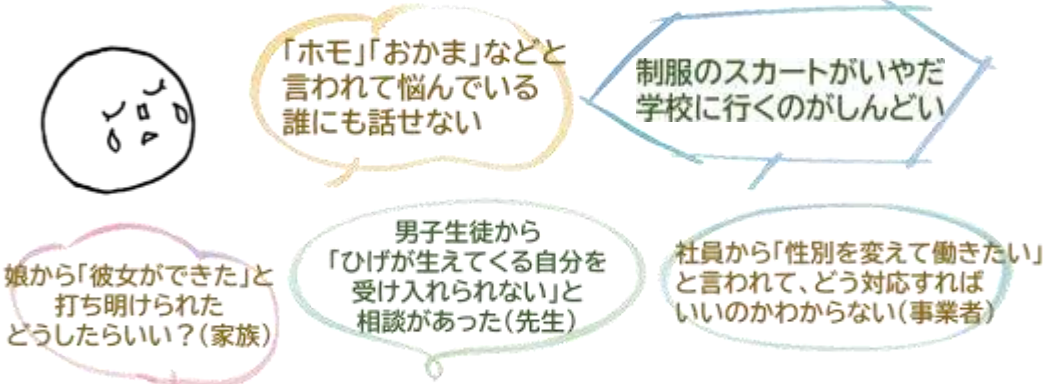 「ホモ」「おかま」などと
言われて悩んでいる
誰にも話せない
制服のスカートがいやだ
学校に行くのがしんどい
娘から「彼女ができた」と
打ち明けられた
どうしたらいい？(家族)
男子生徒から
「ひげが生えてくる自分を
受け入れられない」と
相談があった(先生)
社員から「性別を変えて働きたい」
と言われて、どう対応すれば
いいのかわからない(事業者)